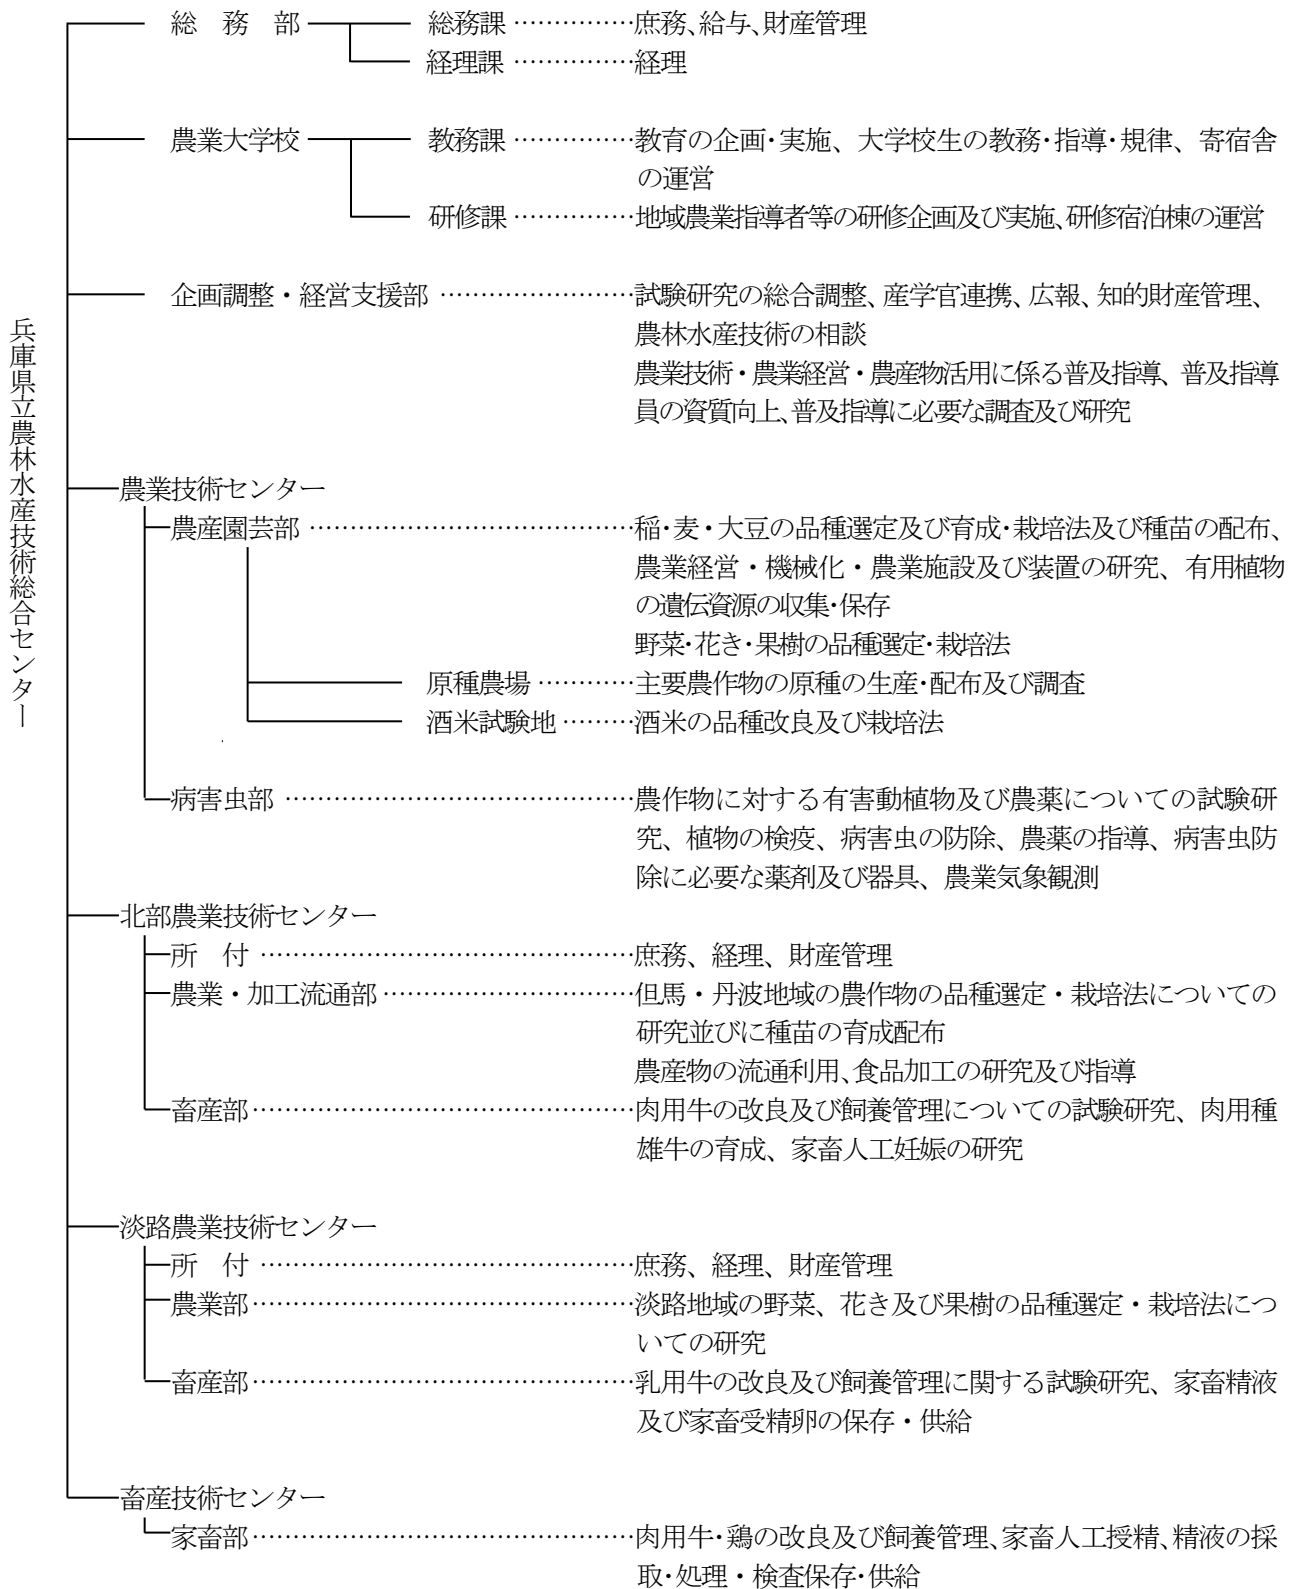 兵庫県立農林水産技術総合センター
総　務　部　総務課……………庶務、給与、財産管理
経理課……………経理
農業大学校　教務課……………教育の企画・実施、大学校生の教務・指導・規律、寄宿舎
の運営
研修課……………地域農業指導者等の研修企画及び実施、研修宿泊棟の運営
企画調整・経営支援部……………………試験研究の総合調整、産学官連携、広報、知的財産管理、
農林水産技術の相談
農業技術・農業経営・農産物活用に係る普及指導、普及指導
員の資質向上、普及指導に必要な調査及び研究
農業技術センター
農産園芸部…………………………………稲・麦・大豆の品種選定及び育成・栽培法及び種苗の配布、
農業経営・機械化・農業施設及び装置の研究、有用植物
の遺伝資源の収集・保存
野菜・花き・果樹の品種選定・栽培法
原種農場…………主要農作物の原種の生産・配布及び調査
酒米試験地………酒米の品種改良及び栽培法
病害虫部……………………………………農作物に対する有害動植物及び農薬についての試験研
究、植物の検疫、病害虫の防除、農薬の指導、病害虫防
除に必要な薬剤及び器具、農業気象観測
北部農業技術センター
所　付………………………………………庶務、経理、財産管理
農業・加工流通部…………………………但馬・丹波地域の農作物の品種選定・栽培法についての
研究並びに種苗の育成配布
農産物の流通利用、食品加工の研究及び指導
畜産部………………………………………肉用牛の改良及び飼養管理についての試験研究、肉用種
雄牛の育成、家畜人工妊娠の研究
淡路農業技術センター
所　付………………………………………庶務、経理、財産管理
農業部………………………………………淡路地域の野菜、花き及び果樹の品種選定・栽培法につ
いての研究
畜産部………………………………………乳用牛の改良及び飼養管理に関する試験研究、家畜精液
及び家畜受精卵の保存・供給
畜産技術センター
家畜部………………………………………肉用牛・鶏の改良及び飼養管理、家畜人工授精、精液の採
取・処理・検査保存・供給